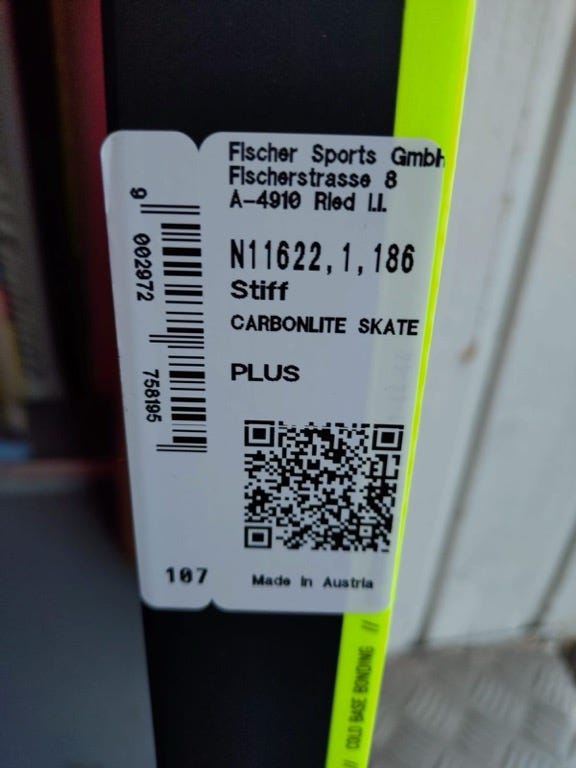 Fischer Sports GmbH
Fischerstrasse 8
A-4910 Ried I.I.
N11622,1,186
Stiff
CARBONLITE SKATE
PLUS
Made in Austria
9 002972 758195
107
// COLD BASE BONDING //